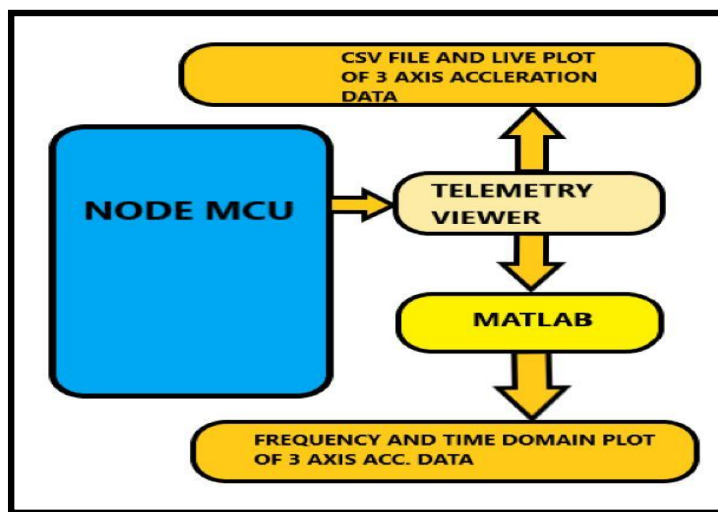 CSV FILE AND LIVE PLOT
OF 3 AXIS ACCLERATION
DATA
NODE MCU
TELEMETRY
VIEWER
MATLAB
FREQUENCY AND TIME DOMAIN PLOT
OF 3 AXIS ACC. DATA